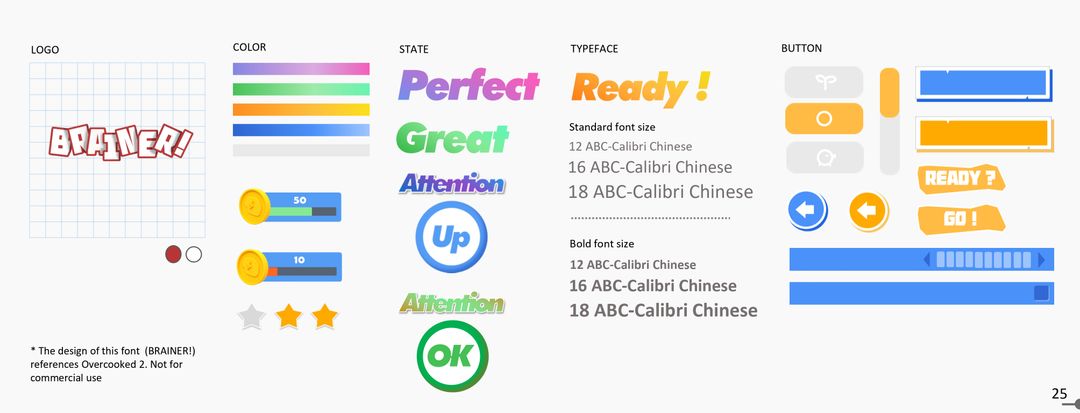 LOGO
BRAINER!
* The design of this font (BRAINER!)
references Overcooked 2. Not for
commercial use
COLOR
50
10
STATE
Perfect
Great
Attention
Up
Attention
OK
TYPEFACE
Ready !
Standard font size
12 ABC-Calibri Chinese
16 ABC-Calibri Chinese
18 ABC-Calibri Chinese
Bold font size
12 ABC-Calibri Chinese
16 ABC-Calibri Chinese
18 ABC-Calibri Chinese
BUTTON
READY ?
GO !
25